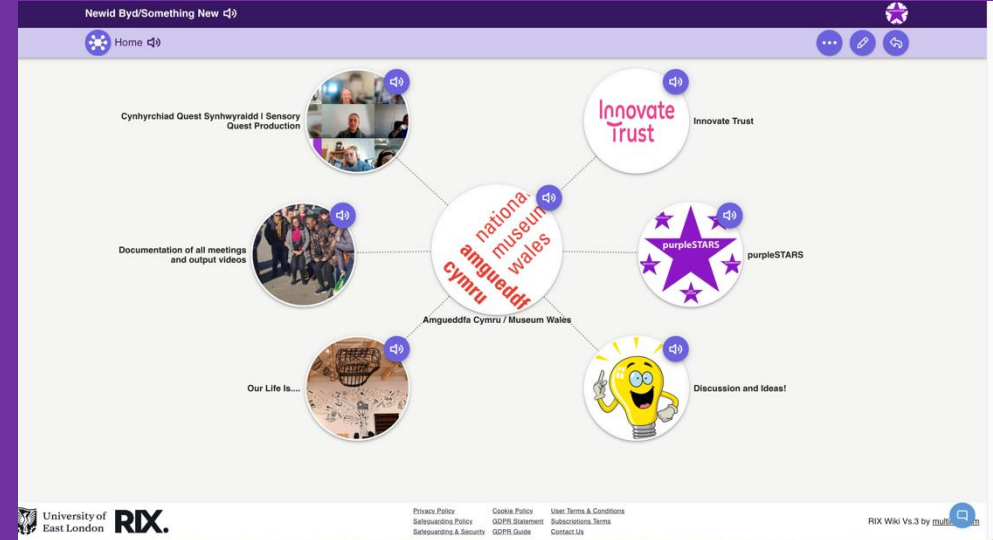 Newid Byd/Something New
Home
Cynhyrchiad Quest Synhwyraidd | Sensory
Quest Production
Innovate
Trust
Innovate Trust
Documentation of all meetings
and output videos
national
museum
wales
amgueddfa
cymru
Amgueddfa Cymru / Museum Wales
purpleSTARS
purpleSTARS
Our Life Is....
Discussion and Ideas!
University of
East London
RIX.
Privacy Policy
Cookie Policy
User Terms & Conditions
Safeguarding Policy
GDPR Statement
Subscriptions Terms
Safeguarding & Security
GDPR Guide
Contact Us
RIX Wiki Vs.3 by